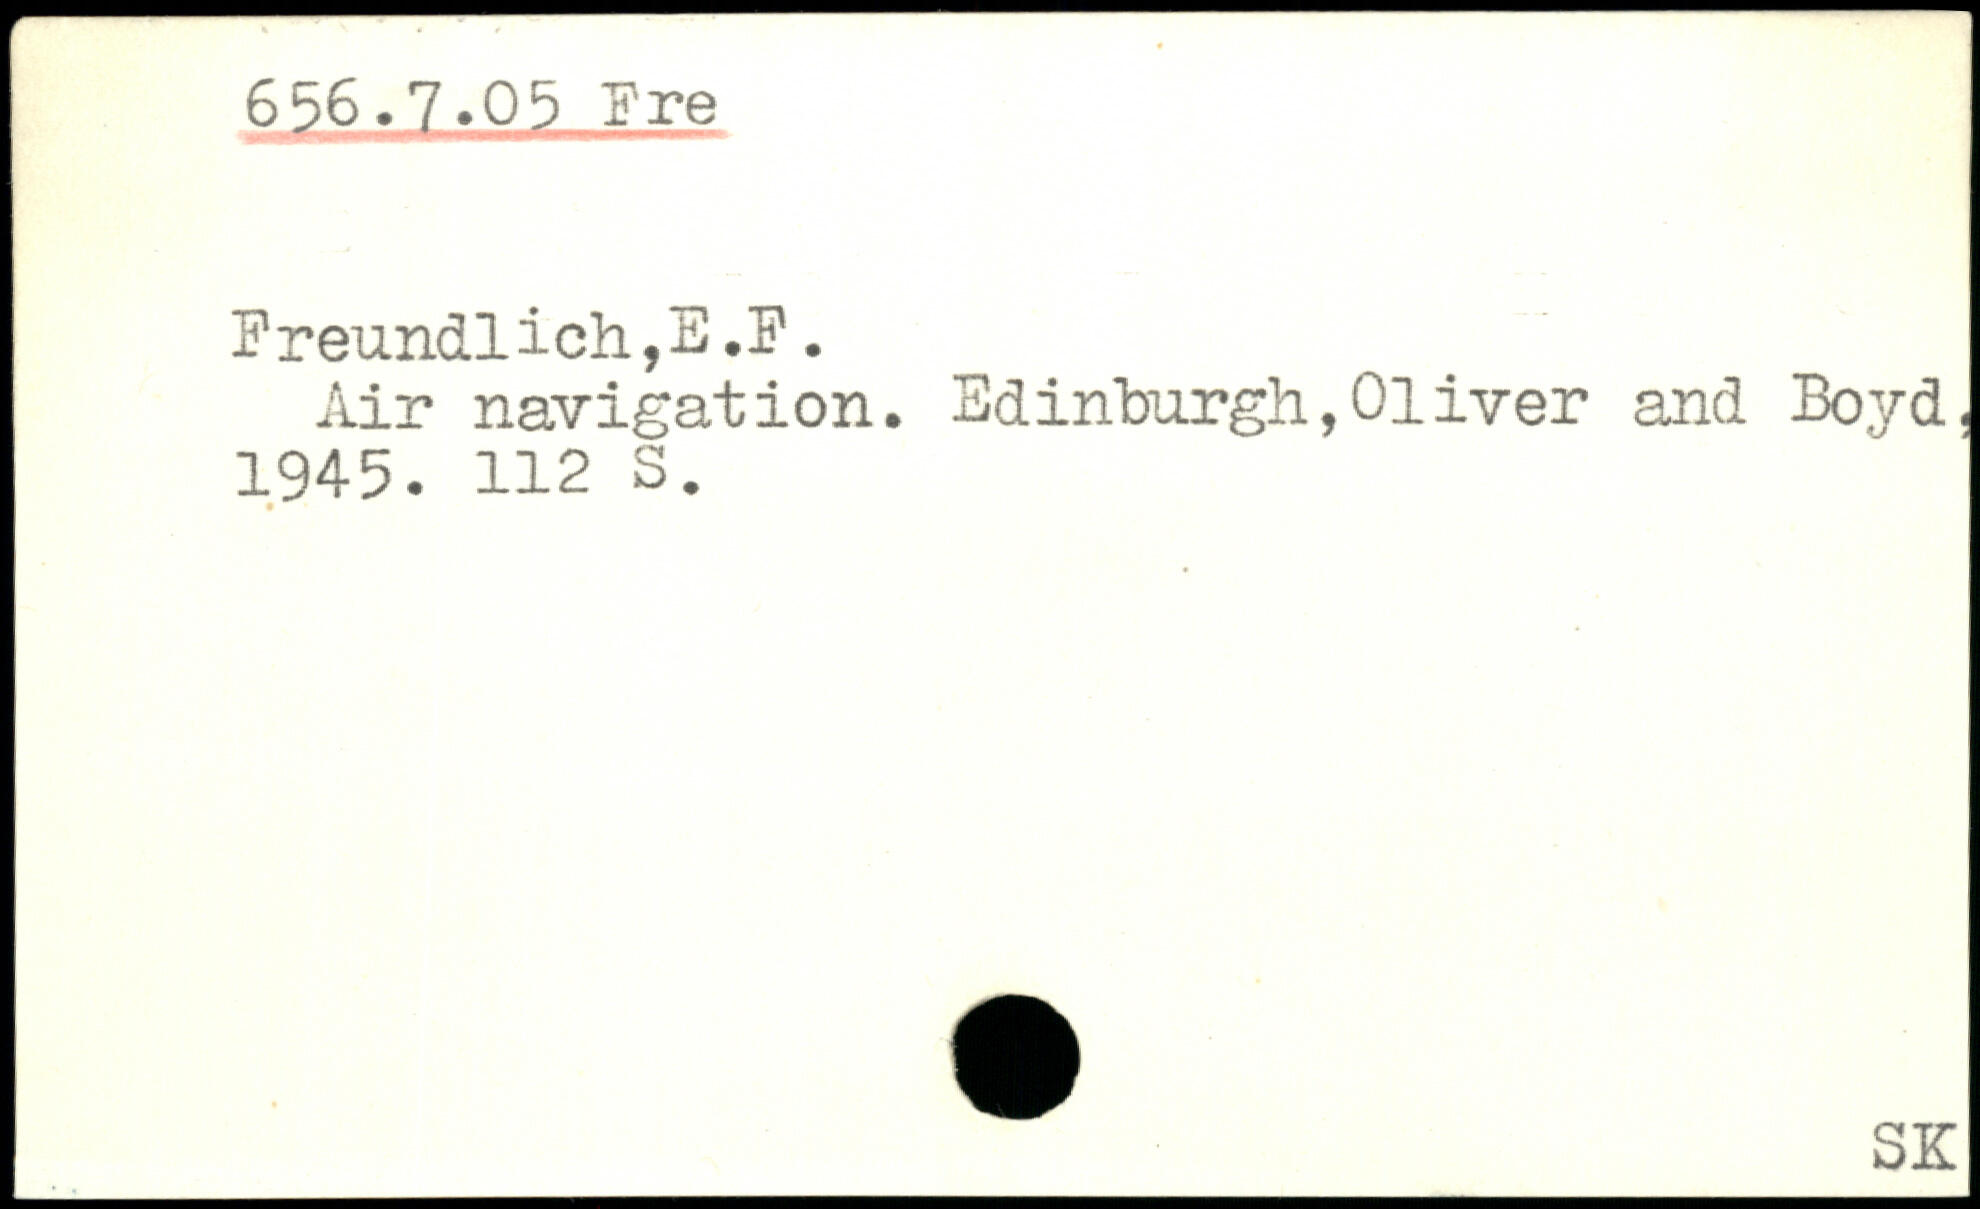 656.7.05 Fre
Freundlich,E.F.
Air navigation. Edinburgh,Oliver and Boyd,
1945. 112 S.
SK